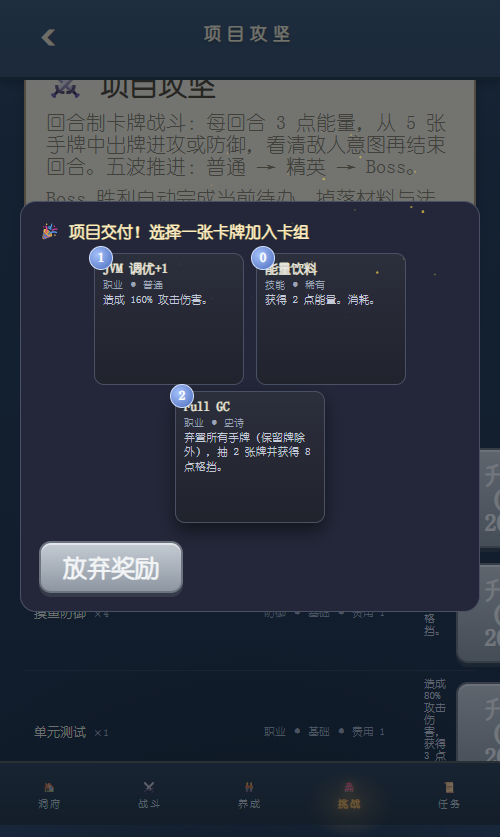 项目攻坚
项目攻坚
回合制卡牌战斗：每回合 3 点能量，从 5 张
手牌中出牌进攻或防御，看清敌人意图再结束
回合。五波推进：普通 → 精英 → Boss。
Boss 胜利自动完成当前待办，掉落材料与法
项目交付！选择一张卡牌加入卡组
1
JVM 调优+1
职业 • 普通
造成 160% 攻击伤害。
0
能量饮料
技能 • 稀有
获得 2 点能量。消耗。
2
Full GC
职业 • 史诗
弃置所有手牌（保留牌除
外），抽 2 张牌并获得 8
点格挡。
放弃奖励
摸鱼防御 ×4
防御 • 基础 • 费用 1
格
挡。
单元测试 ×1
职业 • 基础 • 费用 1
造成
80%
攻击
伤
害，
获得
3 点
洞府
战斗
养成
挑战
任务